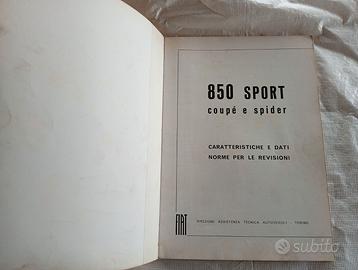 850 SPORT
coupé e spider
CARATTERISTICHE E DATI
NORME PER LE REVISIONI
FIAT
DIREZIONE ASSISTENZA TECNICA AUTOVEICOLI - TORINO
subito